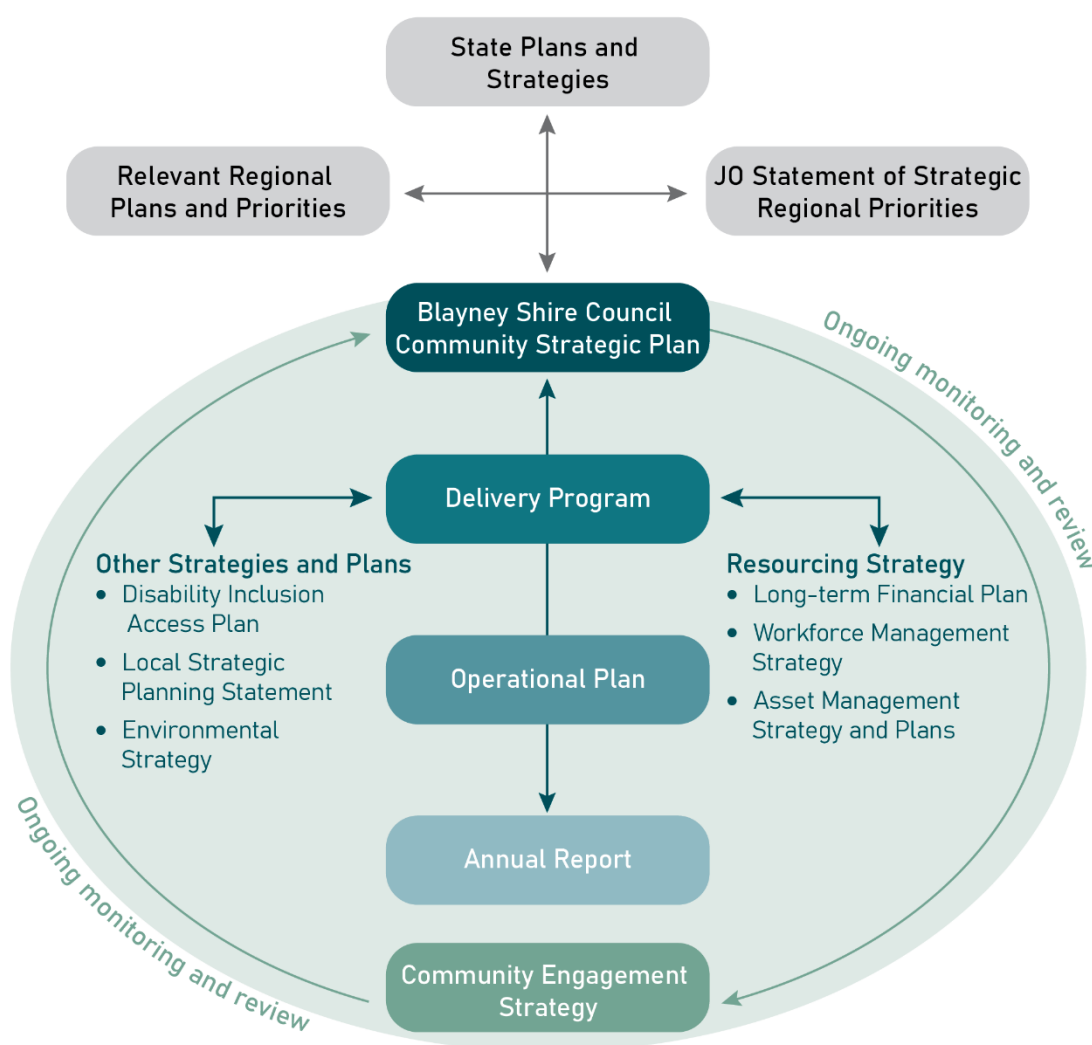 State Plans and
Strategies
Relevant Regional
Plans and Priorities
JO Statement of Strategic
Regional Priorities
Blayney Shire Council
Community Strategic Plan
Ongoing monitoring and review
Delivery Program
Other Strategies and Plans
• Disability Inclusion
Access Plan
• Local Strategic
Planning Statement
• Environmental
Strategy
Resourcing Strategy
• Long-term Financial Plan
• Workforce Management
Strategy
• Asset Management
Strategy and Plans
Operational Plan
Annual Report
Ongoing monitoring and review
Community Engagement
Strategy